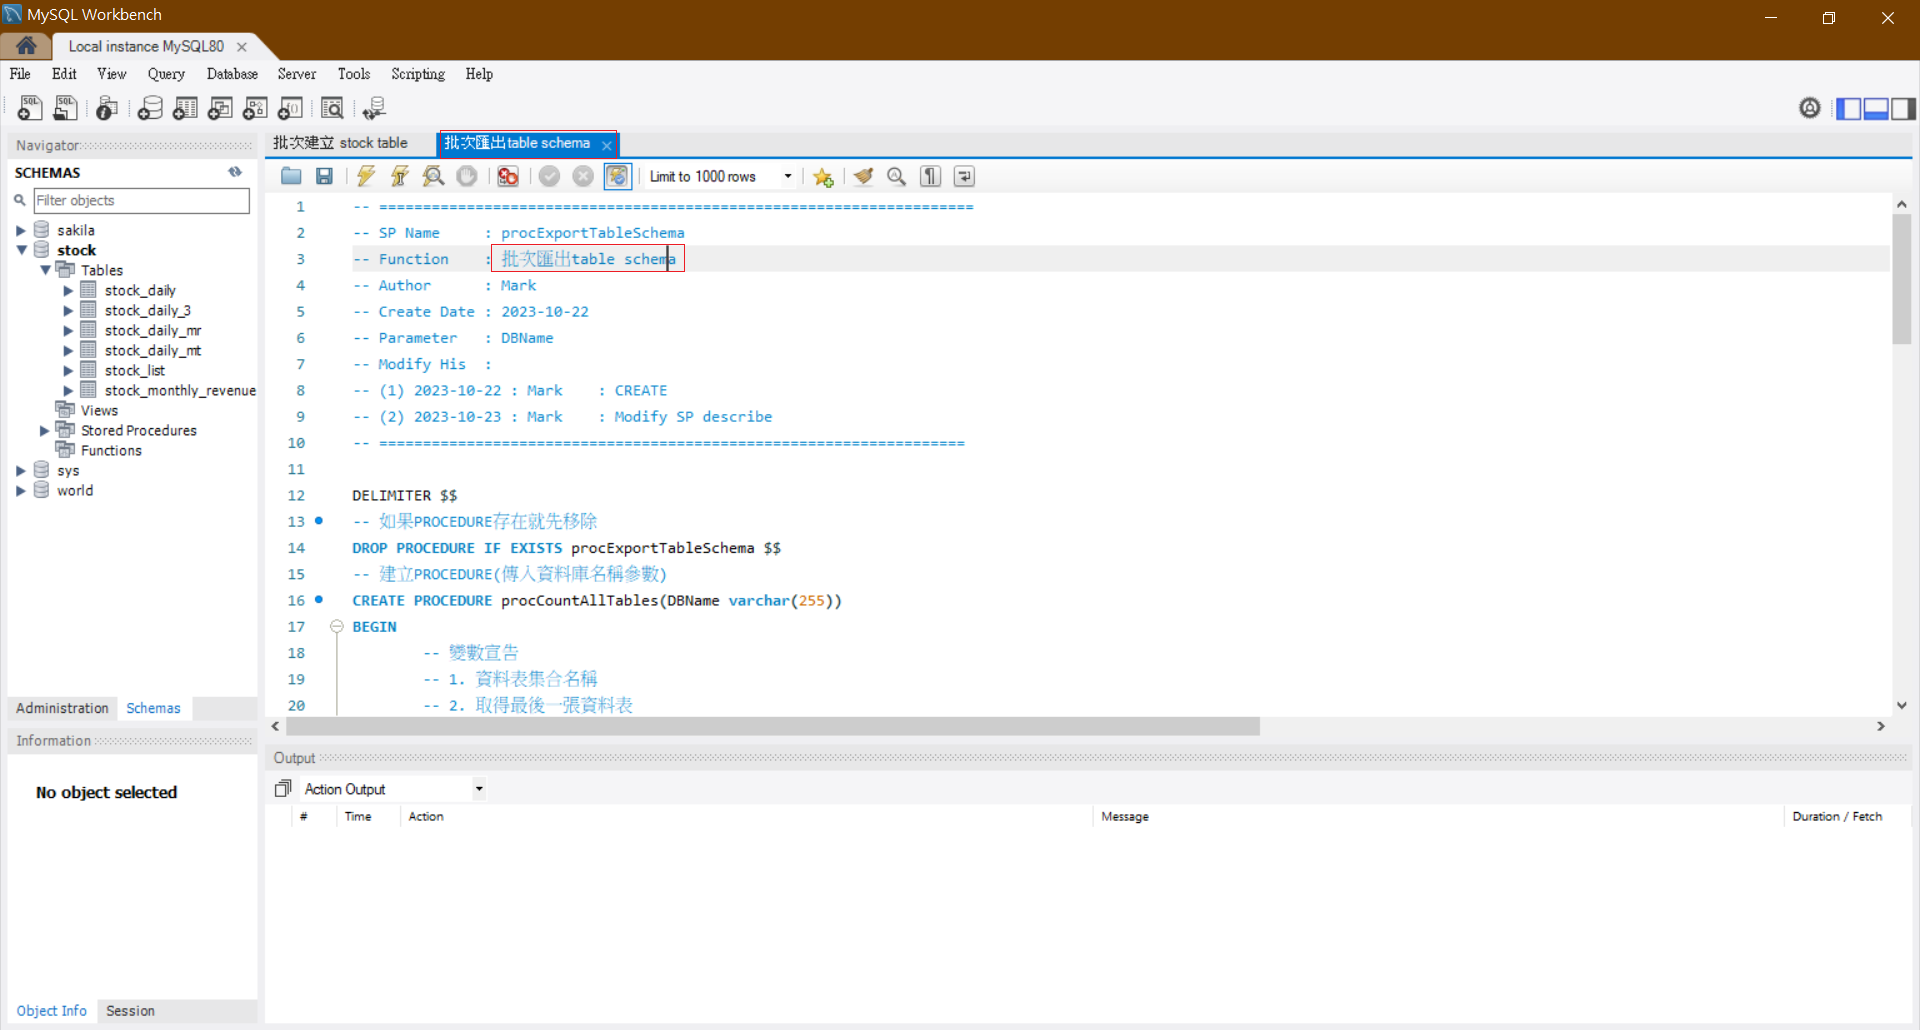 MySQL Workbench
Local instance MySQL80
File Edit View Query Database Server Tools Scripting Help
Navigator
SCHEMAS
Filter objects
sakila
stock
Tables
stock_daily
stock_daily_3
stock_daily_mr
stock_daily_mt
stock_list
stock_monthly_revenue
Views
Stored Procedures
Functions
sys
world
Administration Schemas
Information
No object selected
Object Info Session
批次建立 stock table 批次匯出table schema
Limit to 1000 rows
1 -- ====================================================================
2 -- SP Name : procExportTableSchema
3 -- Function : 批次匯出table schema
4 -- Author : Mark
5 -- Create Date : 2023-10-22
6 -- Parameter : DBName
7 -- Modify His :
8 -- (1) 2023-10-22 : Mark : CREATE
9 -- (2) 2023-10-23 : Mark : Modify SP describe
10 -- ===================================================================
11
12 DELIMITER $$
13 -- 如果PROCEDURE存在就先移除
14 DROP PROCEDURE IF EXISTS procExportTableSchema $$
15 -- 建立PROCEDURE(傳入資料庫名稱參數)
16 CREATE PROCEDURE procCountAllTables(DBName varchar(255))
17 BEGIN
18 -- 變數宣告
19 -- 1. 資料表集合名稱
20 -- 2. 取得最後一張資料表
Output
Action Output
# Time Action Message Duration / Fetch